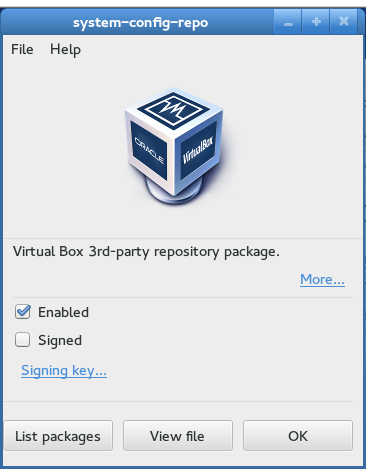 system-config-repo
File Help
ORACLE
VirtualBox
Virtual Box 3rd-party repository package.
More...
Enabled
Signed
Signing key...
List packages View file OK